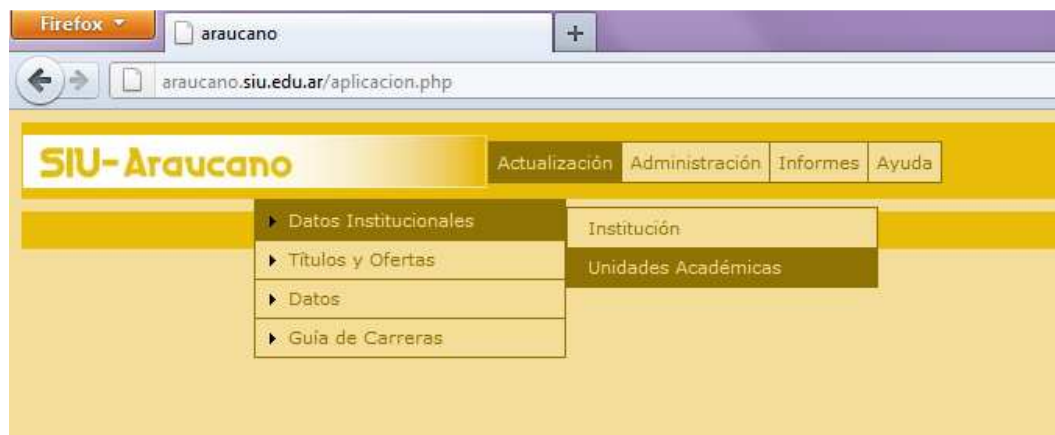 Firefox
araucano
araucano.siu.edu.ar/aplicacion.php
SIU-Araucano
Actualización Administración Informes Ayuda
Datos Institucionales
Institución
Títulos y Ofertas
Unidades Académicas
Datos
Guía de Carreras